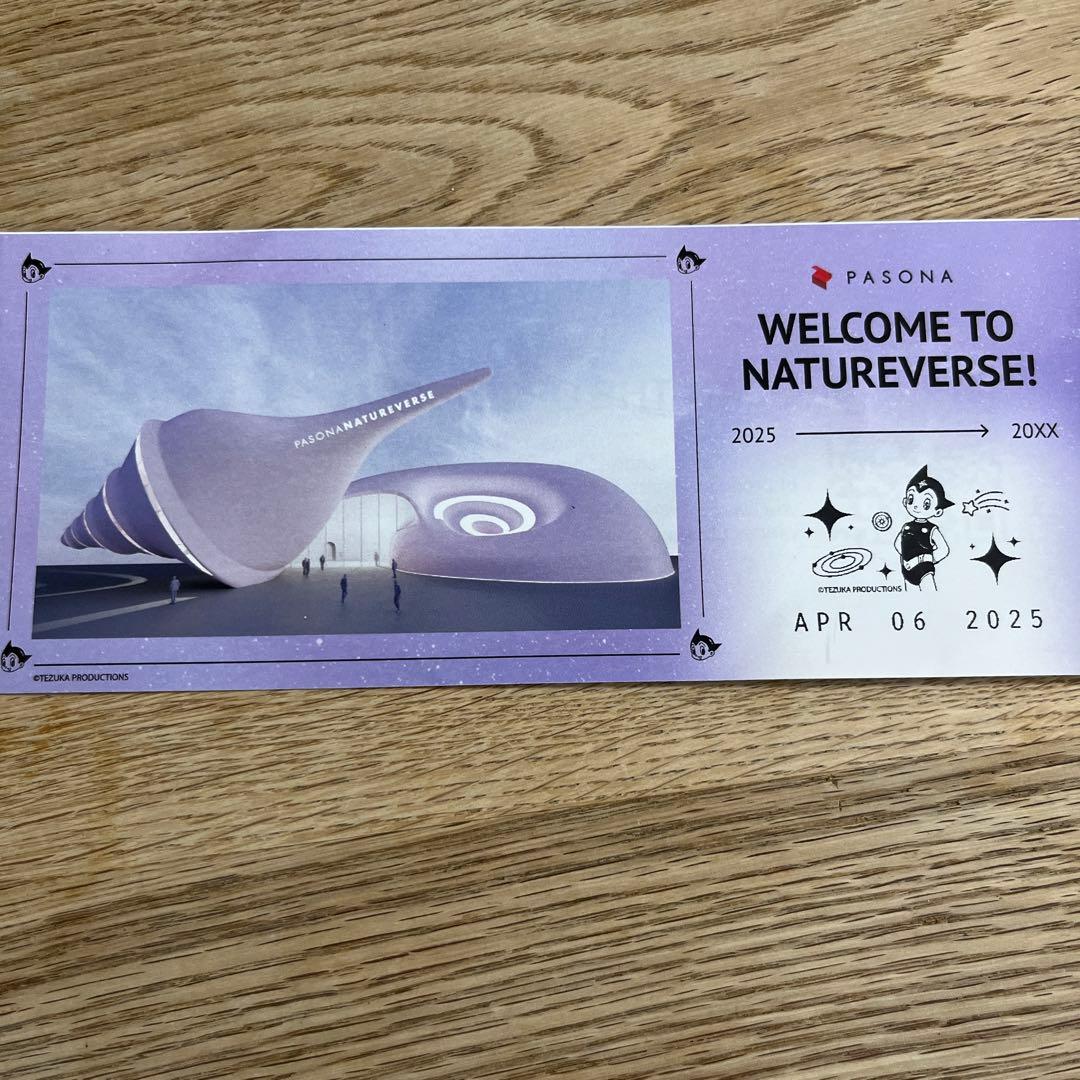 PASONANATUREVERSE
©TEZUKA PRODUCTIONS
PASONA
WELCOME TO
NATUREVERSE!
2025 → 20XX
©TEZUKA PRODUCTIONS
APR 06 2025